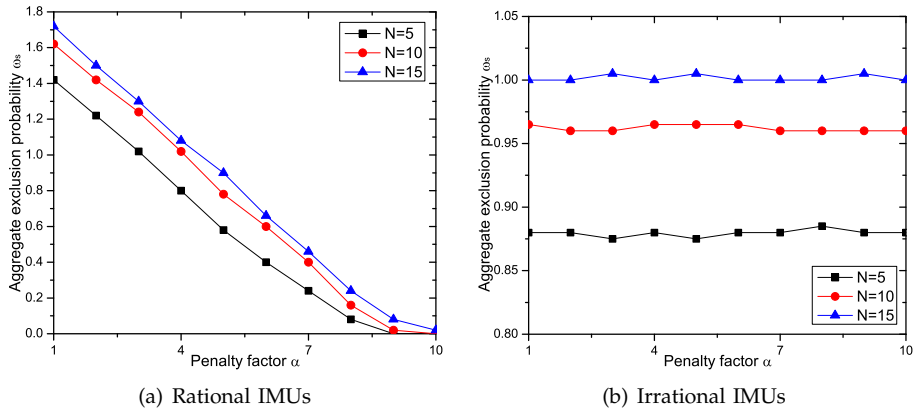 Aggregate exclusion probability ωs
1.8
1.6
1.4
1.2
1.0
0.8
0.6
0.4
0.2
0.0
N=5
N=10
N=15
1
4
7
10
Penalty factor α
(a) Rational IMUs
Aggregate exclusion probability ωs
1.05
1.00
0.95
0.90
0.85
0.80
N=5
N=10
N=15
1
4
7
10
Penalty factor α
(b) Irrational IMUs